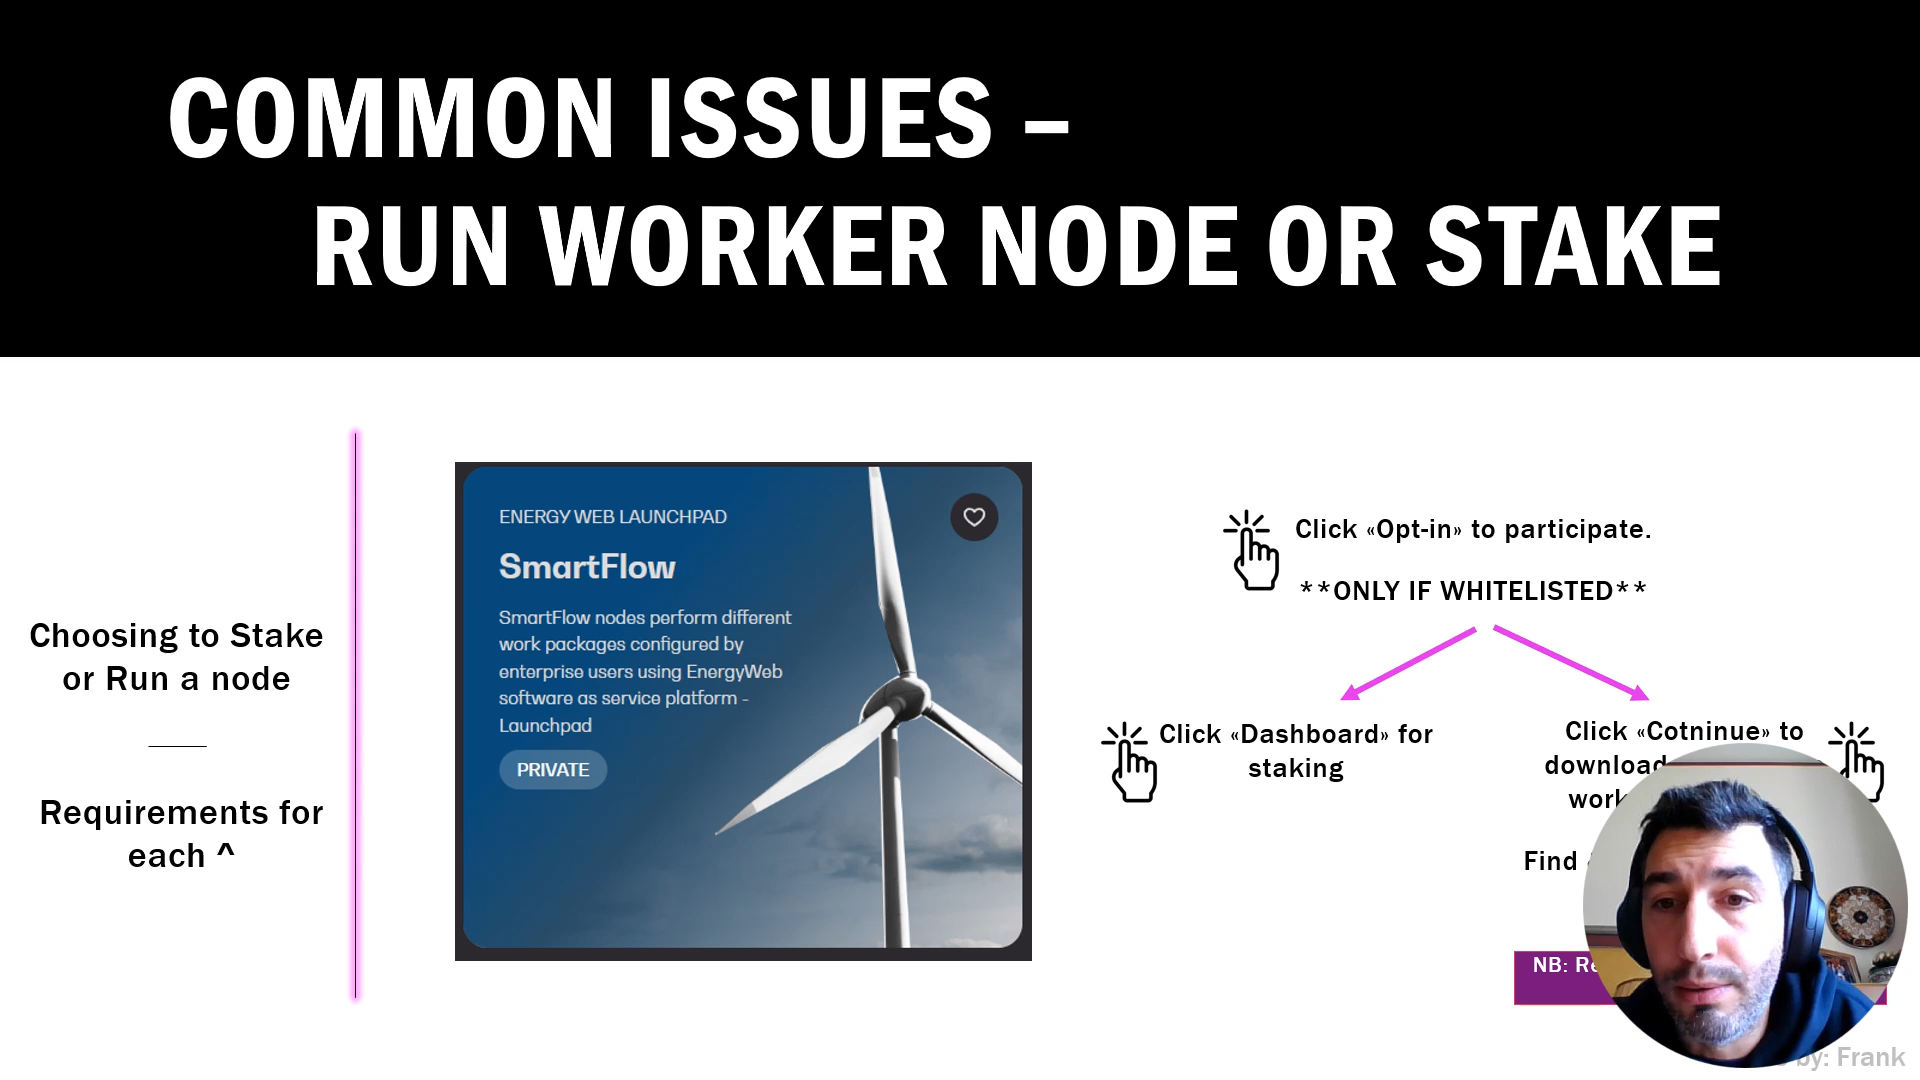 COMMON ISSUES –
RUN WORKER NODE OR STAKE
Choosing to Stake
or Run a node
Requirements for
each ^
ENERGY WEB LAUNCHPAD
SmartFlow
SmartFlow nodes perform different
work packages configured by
enterprise users using EnergyWeb
software as service platform -
Launchpad
PRIVATE
Click «Opt-in» to participate.
**ONLY IF WHITELISTED**
Click «Dashboard» for
staking
Click «Cotninue» to
download
Find
NB:
by: Frank